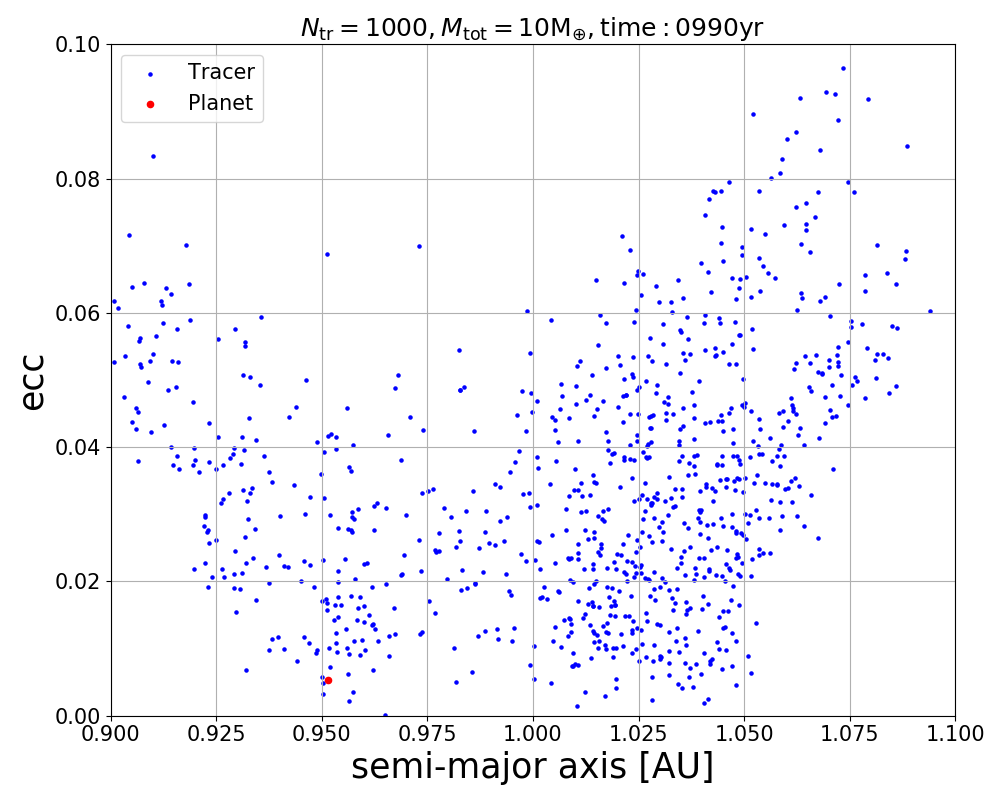 N_tr = 1000, M_tot = 10M_⊕, time : 0990yr
Tracer
Planet
ecc
0.10
0.08
0.06
0.04
0.02
0.00
0.900 0.925 0.950 0.975 1.000 1.025 1.050 1.075 1.100
semi-major axis [AU]